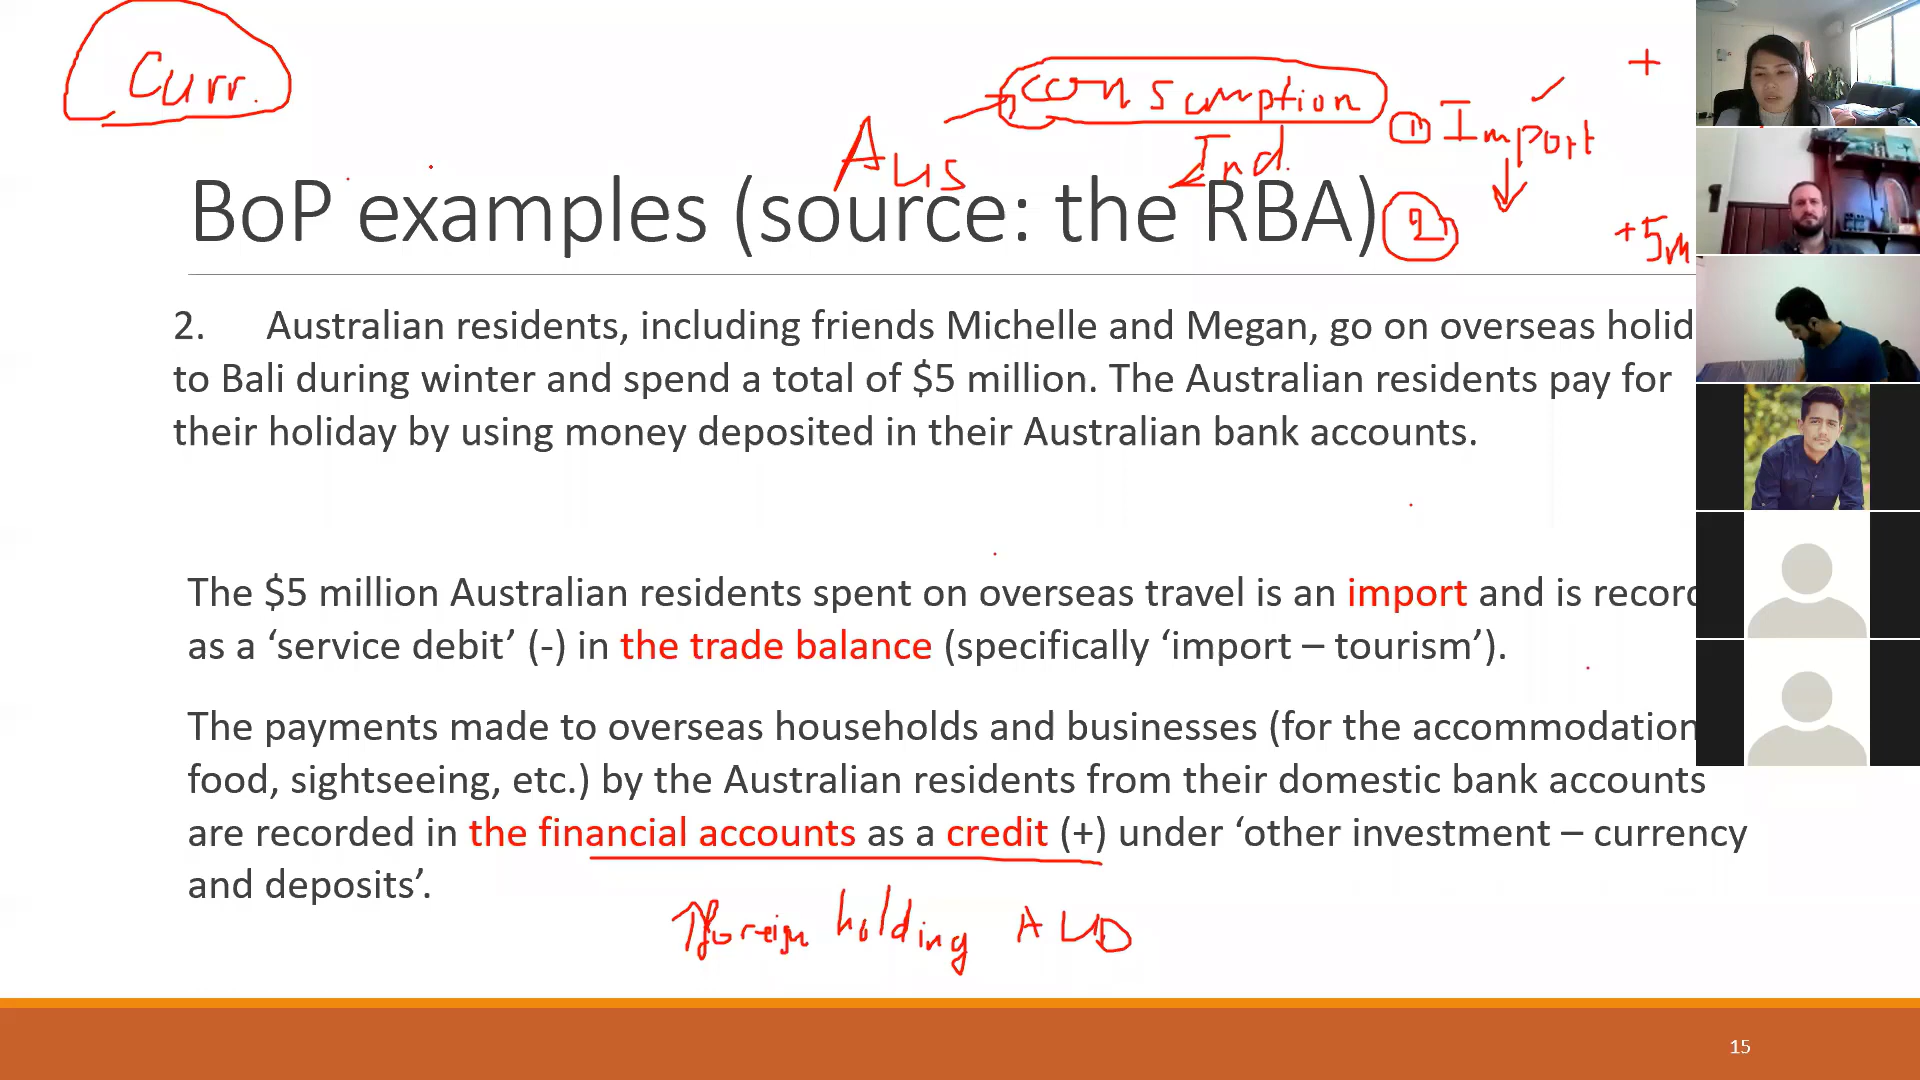 Curr.
consumption
+
① Import
Aus
Ind.
BoP examples (source: the RBA)
2
+5m
2. Australian residents, including friends Michelle and Megan, go on overseas holid
to Bali during winter and spend a total of $5 million. The Australian residents pay for
their holiday by using money deposited in their Australian bank accounts.
The $5 million Australian residents spent on overseas travel is an import and is record
as a ‘service debit’ (-) in the trade balance (specifically ‘import – tourism’).
The payments made to overseas households and businesses (for the accommodation
food, sightseeing, etc.) by the Australian residents from their domestic bank accounts
are recorded in the financial accounts as a credit (+) under ‘other investment – currency
and deposits’.
↑foreign holding AUD
15